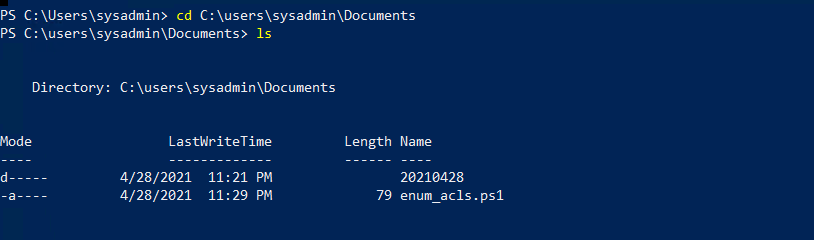 PS C:\Users\sysadmin> cd C:\users\sysadmin\Documents
PS C:\users\sysadmin\Documents> ls
Directory: C:\users\sysadmin\Documents
Mode                 LastWriteTime         Length Name
----                 -------------         ------ ----
d-----         4/28/2021  11:21 PM                20210428
-a----         4/28/2021  11:29 PM             79 enum_acls.ps1